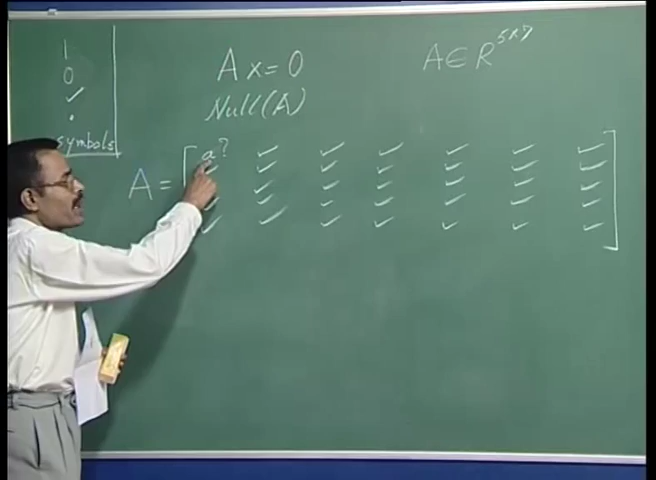 1
0
✓
.
symbols
Ax = 0
Null(A)
A ∈ R^{5×7}
A = [ a? ✓ ✓ ✓ ✓ ✓ ✓
✓ ✓ ✓ ✓ ✓ ✓
✓ ✓ ✓ ✓ ✓ ✓
✓ ✓ ✓ ✓ ✓ ✓
✓ ✓ ✓ ✓ ✓ ✓ ✓ ]